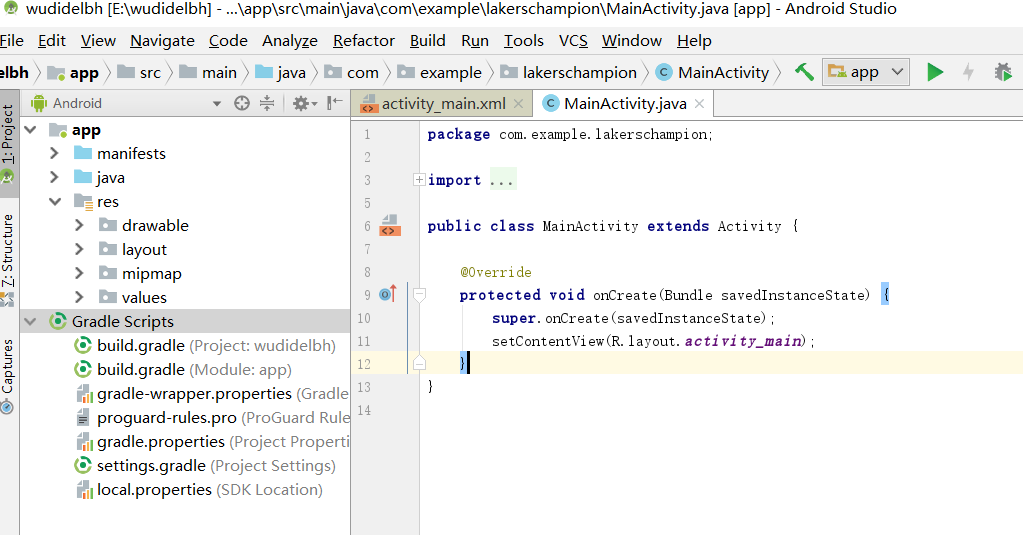 wudidelbh [E:\wudidelbh] - ...\app\src\main\java\com\example\lakerschampion\MainActivity.java [app] - Android Studio
File Edit View Navigate Code Analyze Refactor Build Run Tools VCS Window Help
elbh app src main java com example lakerschampion MainActivity app
Android
activity_main.xml MainActivity.java
1: Project
Z: Structure
Captures
app
manifests
java
res
drawable
layout
mipmap
values
Gradle Scripts
build.gradle (Project: wudidelbh)
build.gradle (Module: app)
gradle-wrapper.properties (Gradle
proguard-rules.pro (ProGuard Rule
gradle.properties (Project Properti
settings.gradle (Project Settings)
local.properties (SDK Location)
1 package com.example.lakerschampion;
2
3 import ...
5
6 public class MainActivity extends Activity {
7
8 @Override
9 protected void onCreate(Bundle savedInstanceState) {
10 super.onCreate(savedInstanceState);
11 setContentView(R.layout.activity_main);
12 }
13 }
14